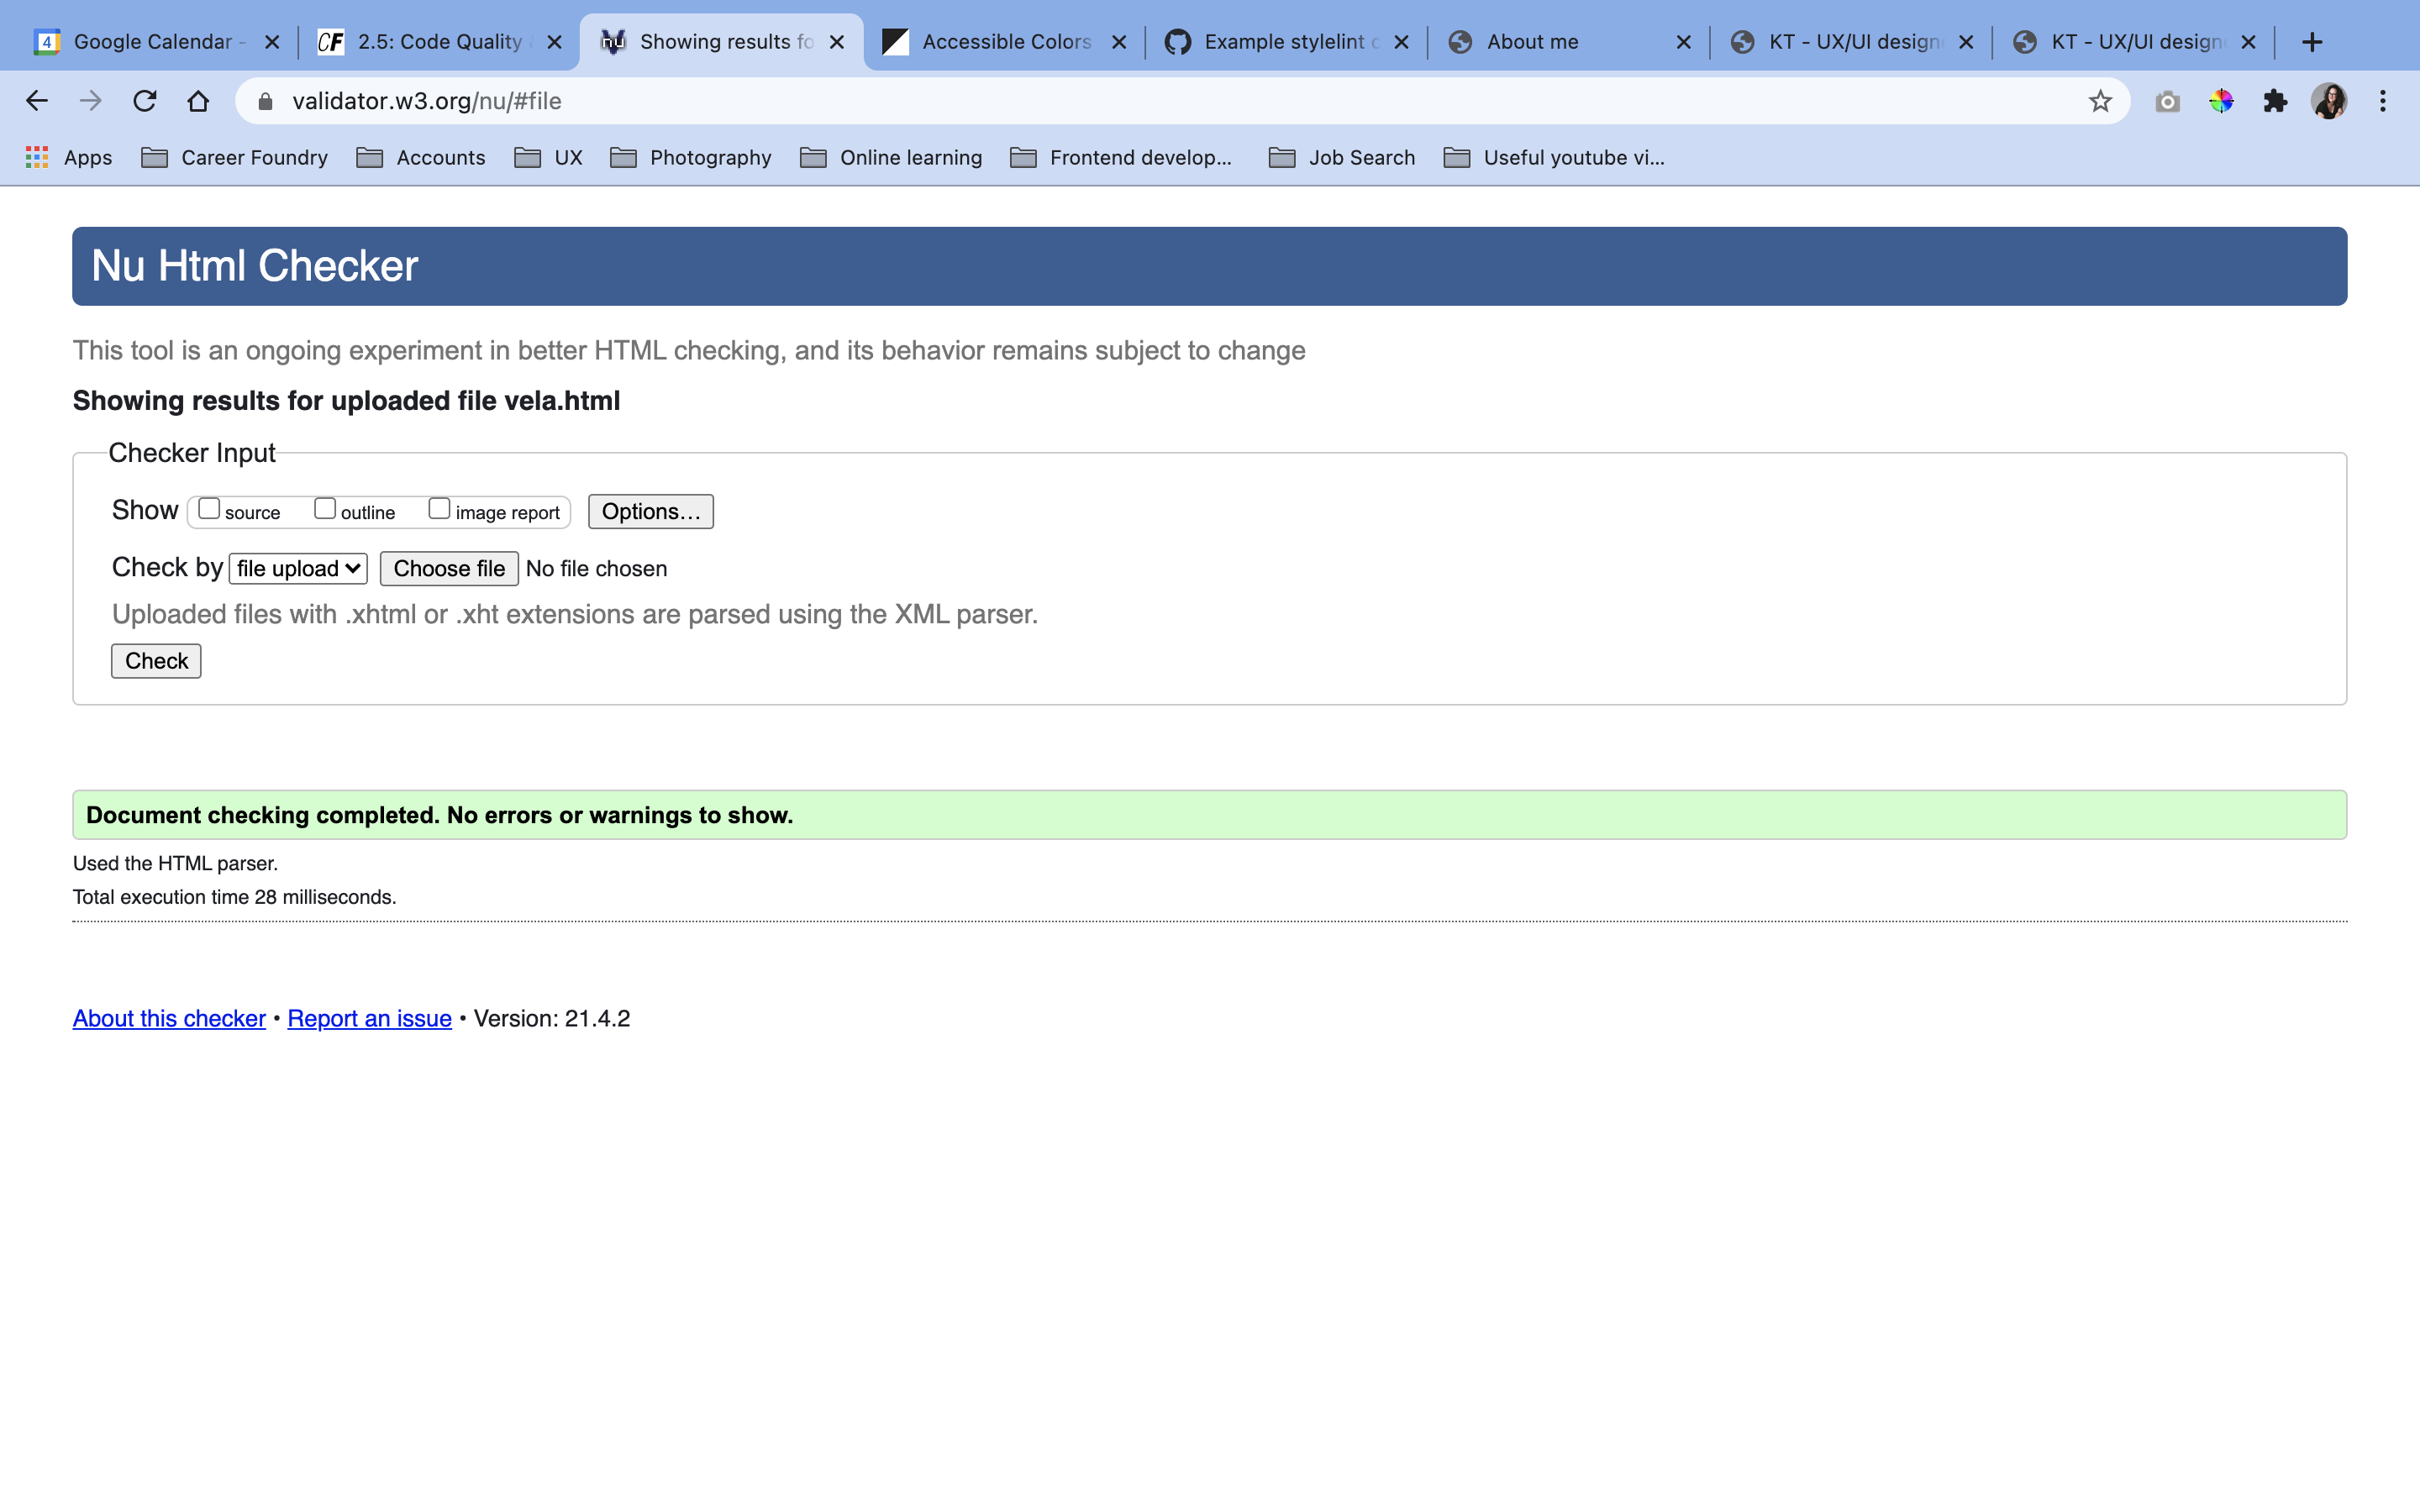 4 Google Calendar - CF 2.5: Code Quality nu Showing results fo Accessible Colors Example stylelint c About me KT - UX/UI design KT - UX/UI design
validator.w3.org/nu/#file
Apps Career Foundry Accounts UX Photography Online learning Frontend develop... Job Search Useful youtube vi...
Nu Html Checker
This tool is an ongoing experiment in better HTML checking, and its behavior remains subject to change
Showing results for uploaded file vela.html
Checker Input
Show source outline image report Options...
Check by file upload Choose file No file chosen
Uploaded files with .xhtml or .xht extensions are parsed using the XML parser.
Check
Document checking completed. No errors or warnings to show.
Used the HTML parser.
Total execution time 28 milliseconds.
About this checker • Report an issue • Version: 21.4.2